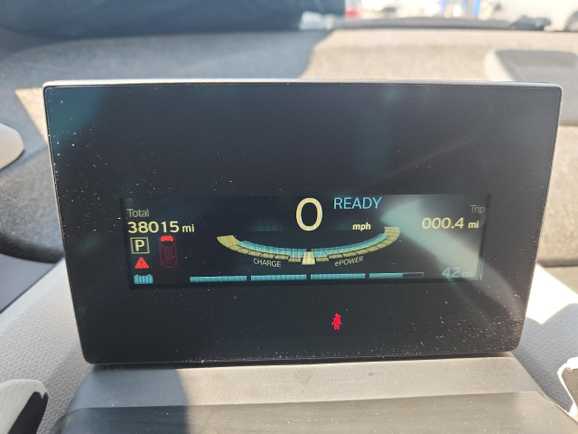 Total
38015 mi
P
0
READY
mph
CHARGE
ePOWER
Trip
000.4 mi
42